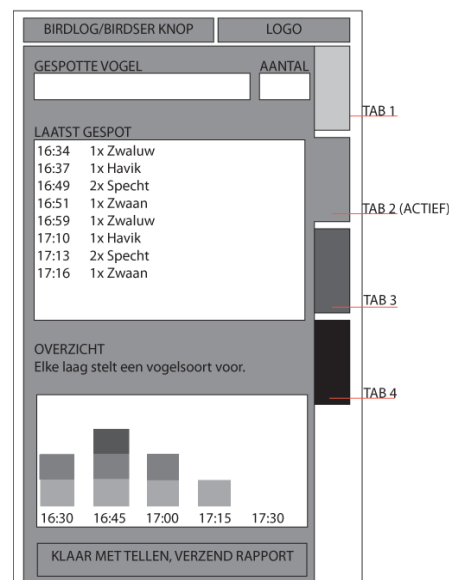 BIRDLOG/BIRDSER KNOP LOGO
GESPOTTE VOGEL AANTAL
TAB 1
LAATST GESPOT
16:34 1x Zwaluw
16:37 1x Havik
16:49 2x Specht
16:51 1x Zwaan
16:59 1x Zwaluw
17:10 1x Havik
17:13 2x Specht
17:16 1x Zwaan
TAB 2 (ACTIEF)
TAB 3
OVERZICHT
Elke laag stelt een vogelsoort voor.
TAB 4
16:30 16:45 17:00 17:15 17:30
KLAAR MET TELLEN, VERZEND RAPPORT